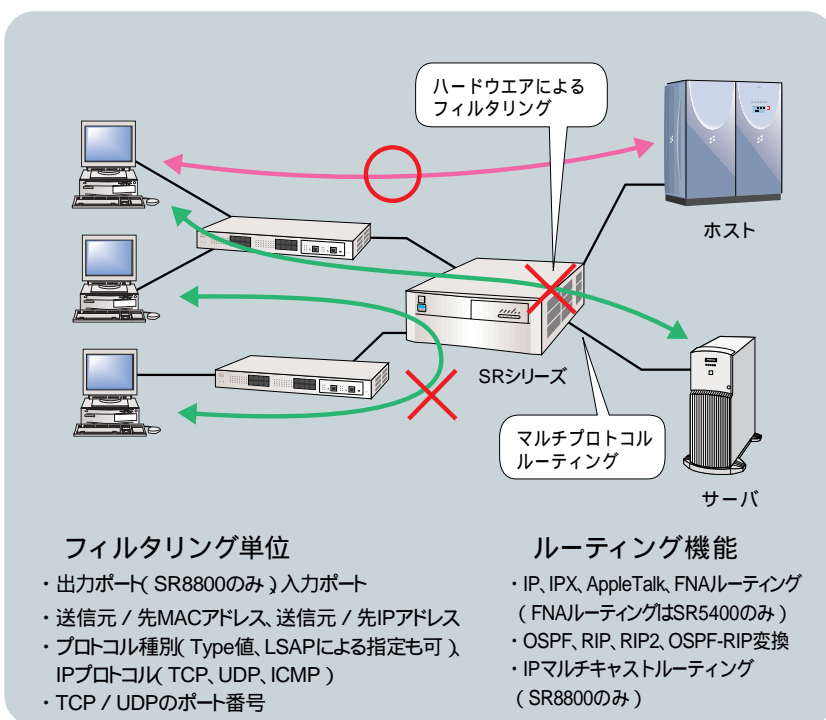 ハードウエアによる
フィルタリング
ホスト
SRシリーズ
マルチプロトコル
ルーティング
サーバ
フィルタリング単位
・出力ポート(SR8800のみ)、入力ポート
・送信元 / 先MACアドレス、送信元 / 先IPアドレス
・プロトコル種別(Type値、LSAPによる指定も可)、
IPプロトコル(TCP、UDP、ICMP)
・TCP / UDPのポート番号
ルーティング機能
・IP、IPX、AppleTalk、FNAルーティング
(FNAルーティングはSR5400のみ)
・OSPF、RIP、RIP2、OSPF-RIP変換
・IPマルチキャストルーティング
(SR8800のみ)